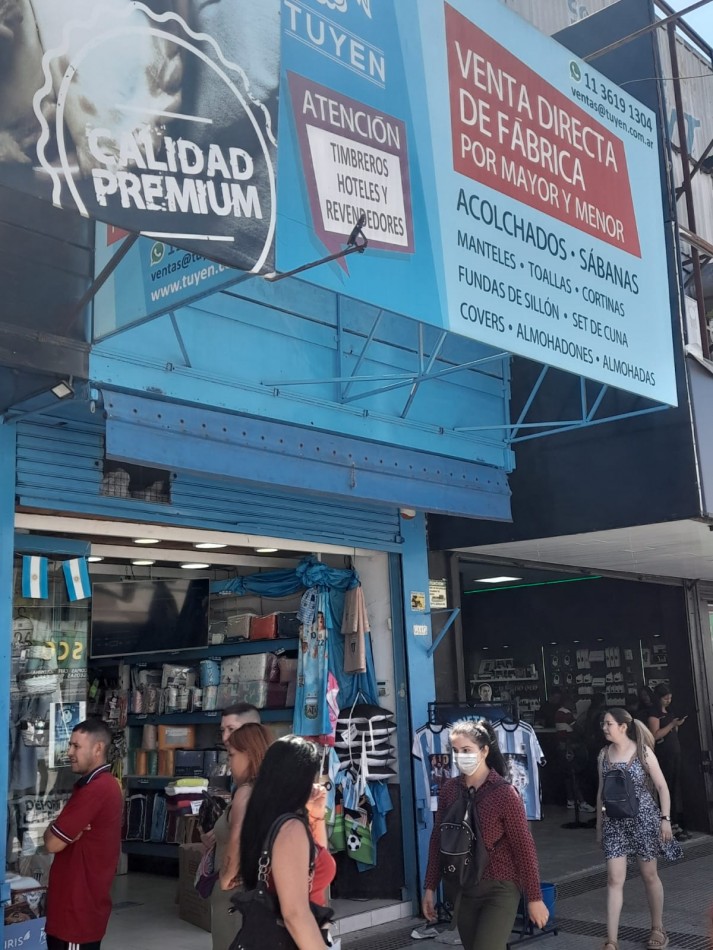 CALIDAD
PREMIUM
TUYEN
ATENCIÓN
TIMBREROS
HOTELES Y
REVENDEDORES
VENTA DIRECTA
DE FÁBRICA
POR MAYOR Y MENOR
11 3619 1304
ventas@tuyen.com.ar
ACOLCHADOS • SÁBANAS
MANTELES • TOALLAS • CORTINAS
FUNDAS DE SILLÓN • SET DE CUNA
COVERS • ALMOHADONES • ALMOHADAS
www.tuyen.